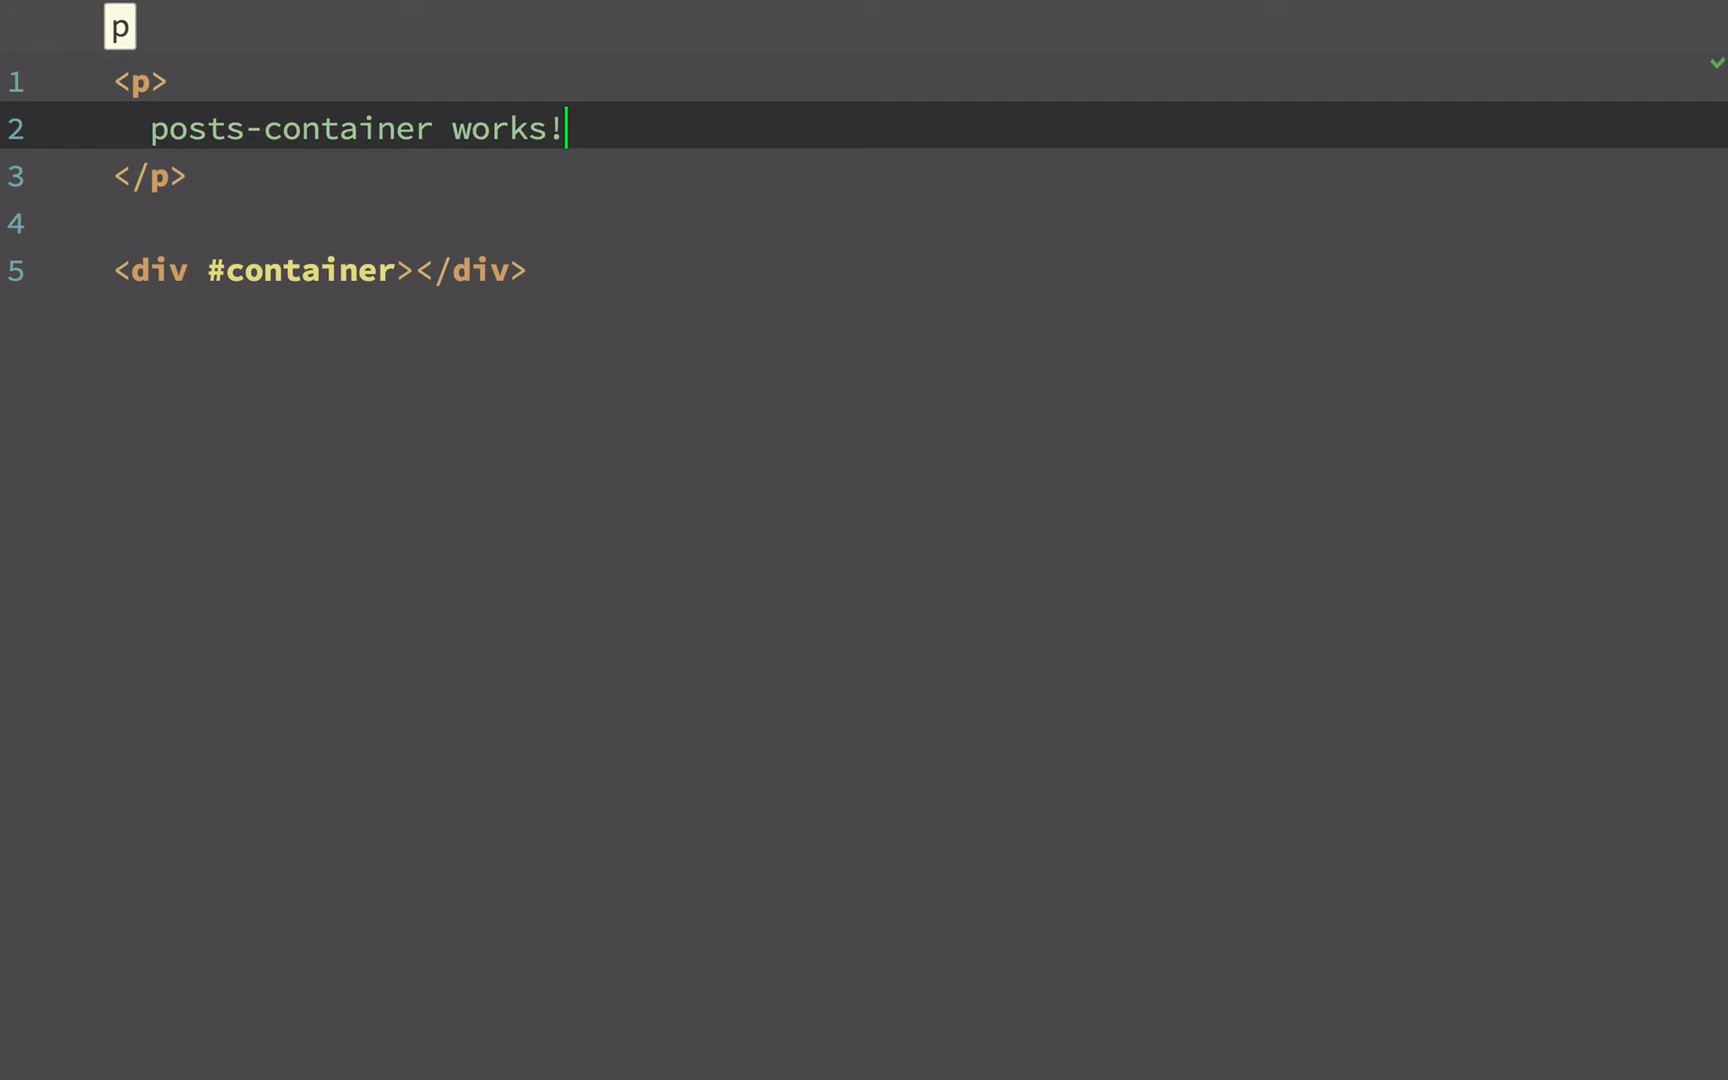 p
1 <p>
2 posts-container works!
3 </p>
4
5 <div #container></div>